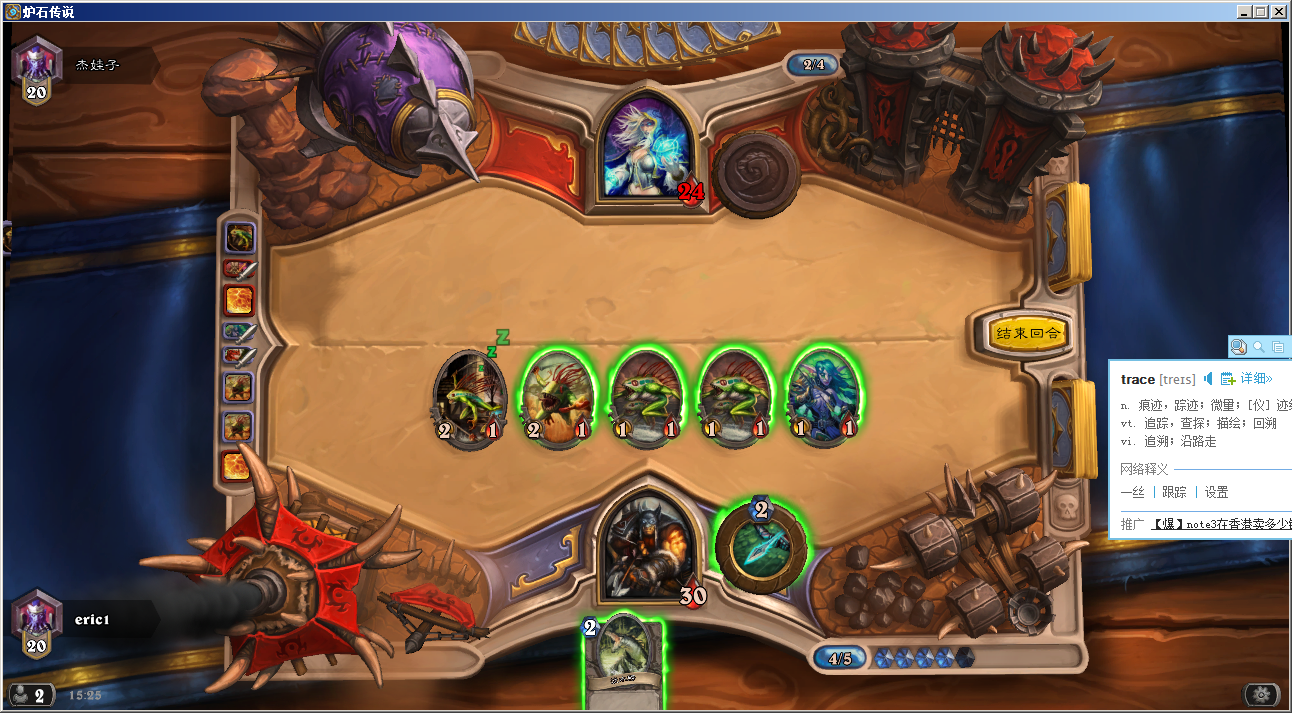 炉石传说
杰娃子
20
2/4
24
结束回合
trace [treɪs] 详细»
n. 痕迹，踪迹；微量；[仪] 迹线
vt. 追踪，查探；描绘；回溯
vi. 追溯；沿路走
网络释义
一丝 | 跟踪 | 设置
推广 【爆】note3在香港卖多少
z
z
2 1
2 1
1 1
1 1
1 1
2
30
2
eric1
20
4/5
2
15:25